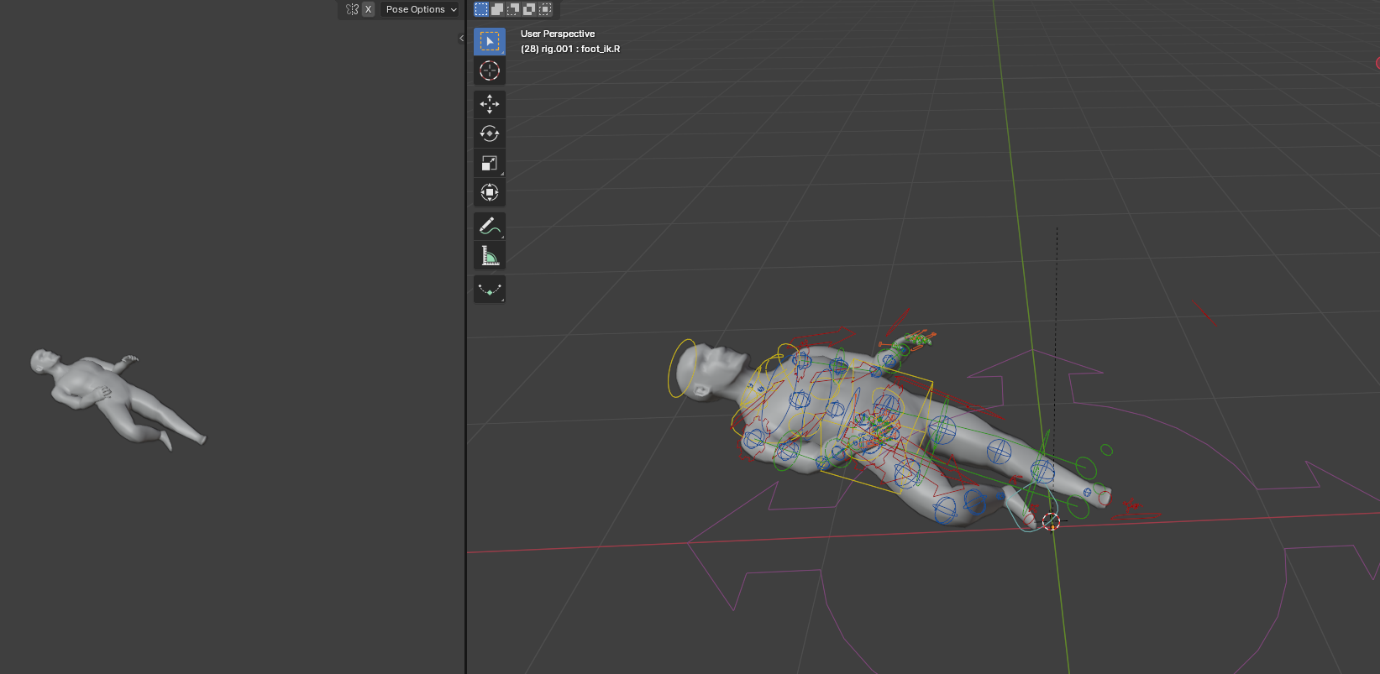 X Pose Options
User Perspective
(28) rig.001 : foot_ik.R